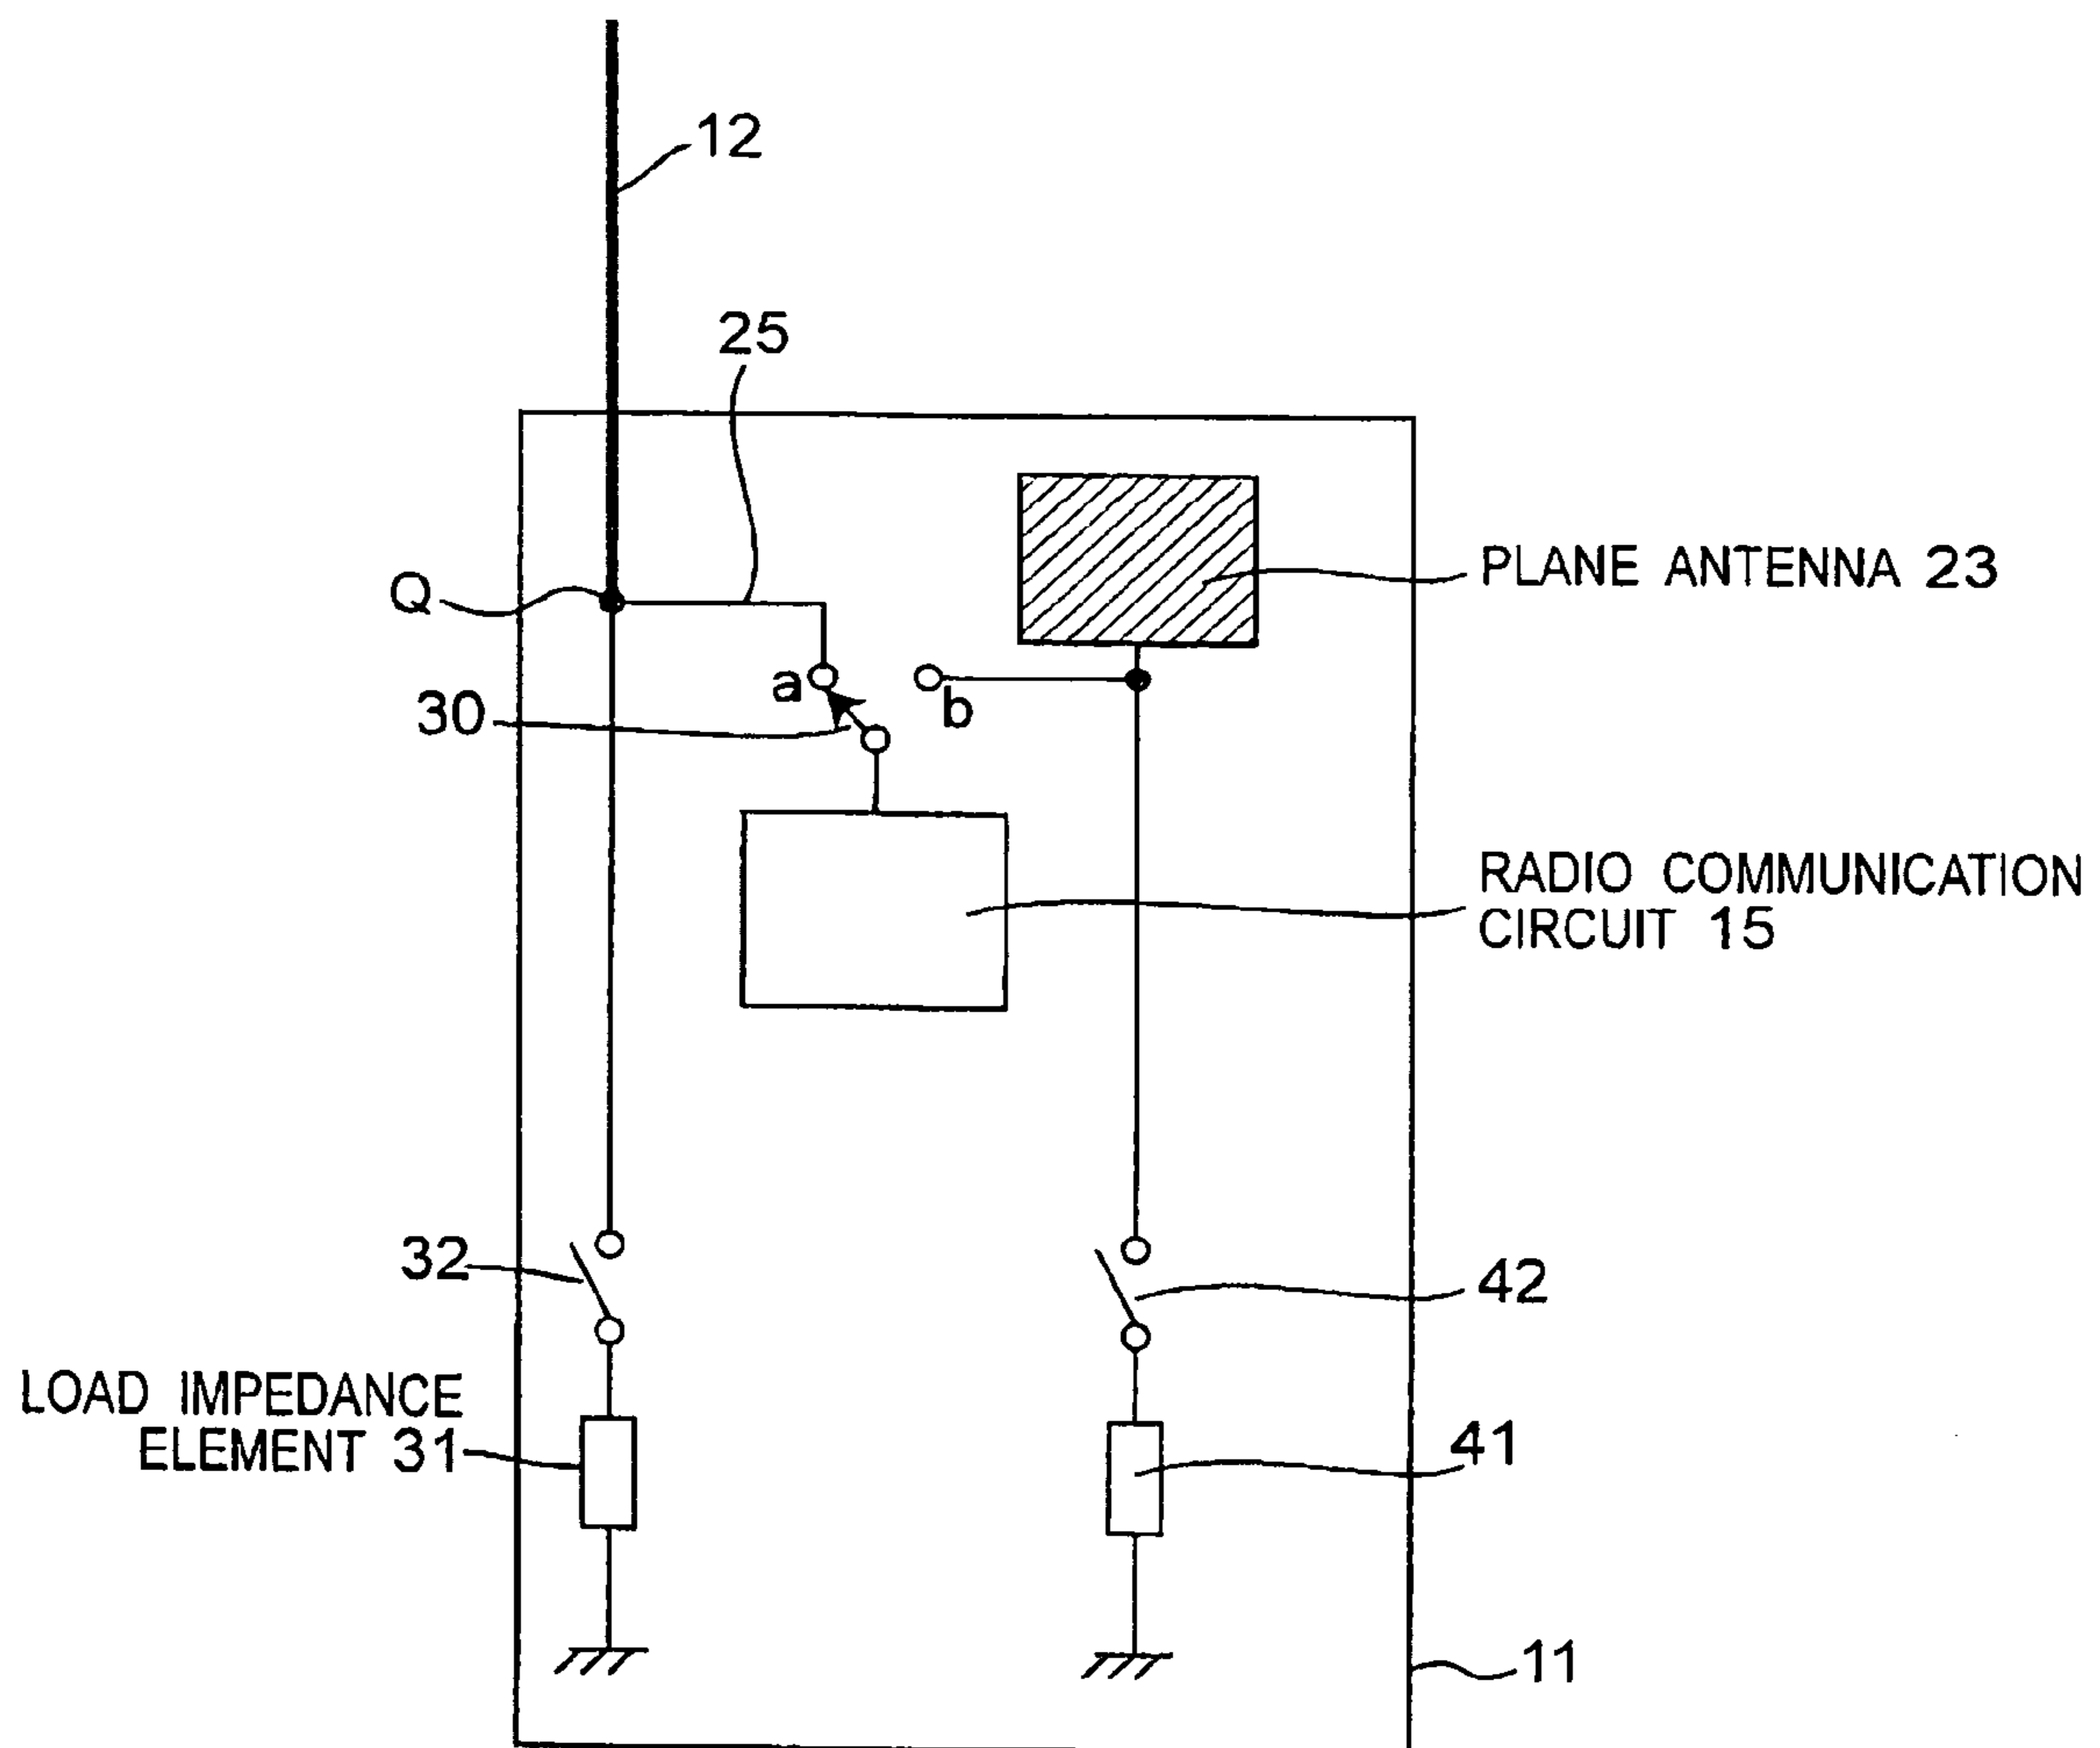 12
25
Q
PLANE ANTENNA 23
a
b
30
RADIO COMMUNICATION
CIRCUIT 15
32
42
LOAD IMPEDANCE
ELEMENT 31
41
11